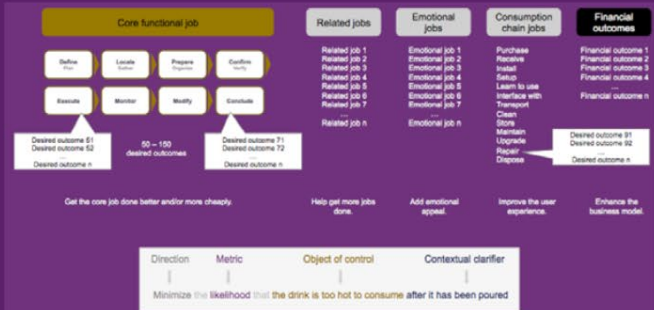 Core functional job
Related jobs
Emotional jobs
Consumption chain jobs
Financial outcomes
Define
Plan
Locate
Gather
Prepare
Organize
Confirm
Verify
Execute
Monitor
Modify
Conclude
Desired outcome 51
Desired outcome 52
...
Desired outcome n
50 – 150
desired outcomes
Desired outcome 71
Desired outcome 72
...
Desired outcome n
Get the core job done better and/or more cheaply.
Related job 1
Related job 2
Related job 3
Related job 4
Related job 5
Related job 6
Related job 7
...
Related job n
Help get more jobs
done.
Emotional job 1
Emotional job 2
Emotional job 3
Emotional job 4
Emotional job 5
Emotional job 6
Emotional job 7
...
Emotional job n
Add emotional
appeal.
Purchase
Receive
Install
Setup
Learn to use
Interface with
Transport
Clean
Store
Maintain
Upgrade
Repair
Dispose
Desired outcome 91
Desired outcome 92
...
Desired outcome n
Improve the user
experience.
Financial outcome 1
Financial outcome 2
Financial outcome 3
Financial outcome 4
...
Financial outcome n
Enhance the
business model.
Direction
Metric
Object of control
Contextual clarifier
Minimize the likelihood that the drink is too hot to consume after it has been poured